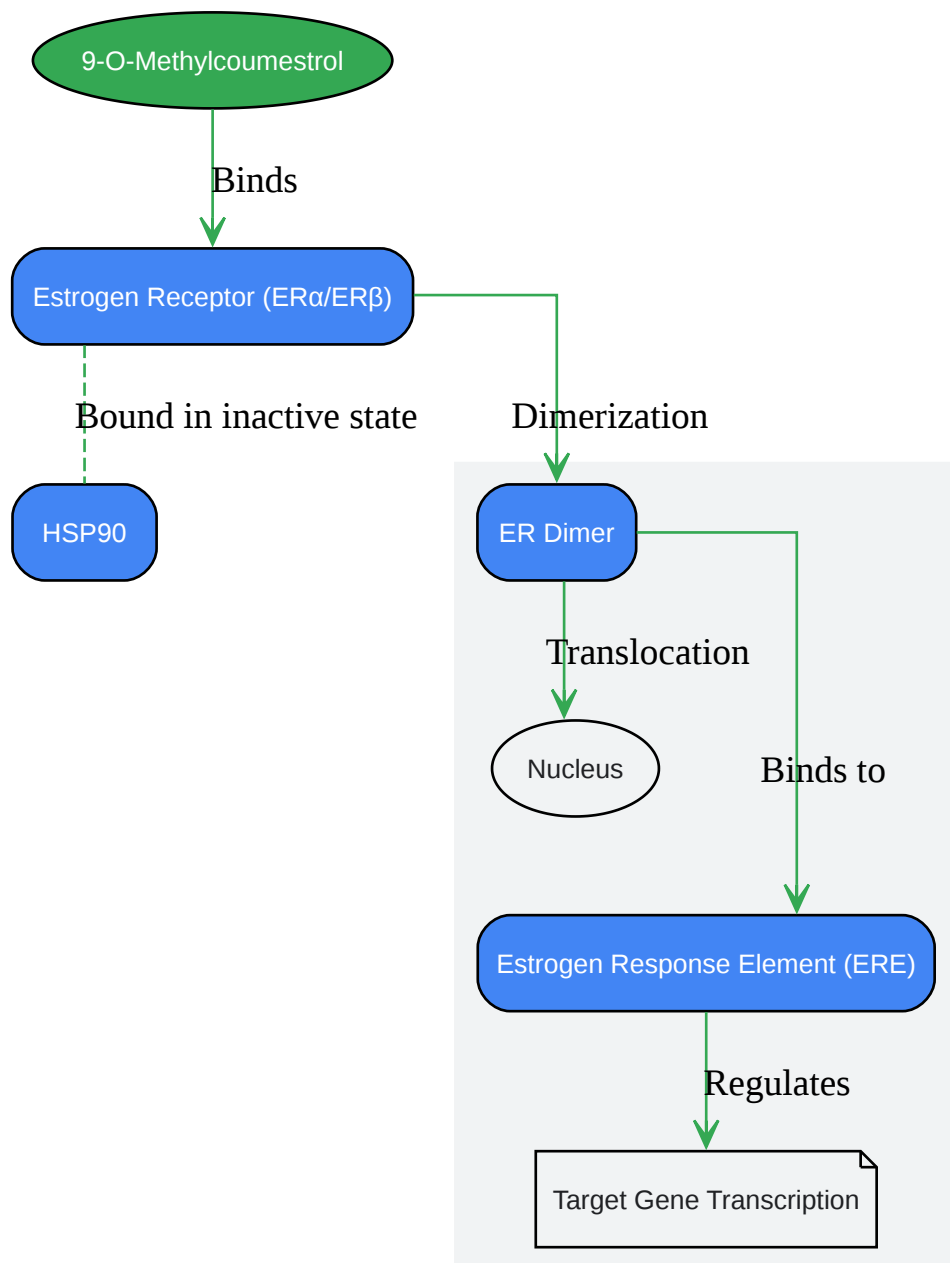 9-O-Methylcoumestrol
Binds
Estrogen Receptor (ERα/ERβ)
Bound in inactive state
Dimerization
HSP90
ER Dimer
Translocation
Nucleus
Binds to
Estrogen Response Element (ERE)
Regulates
Target Gene Transcription